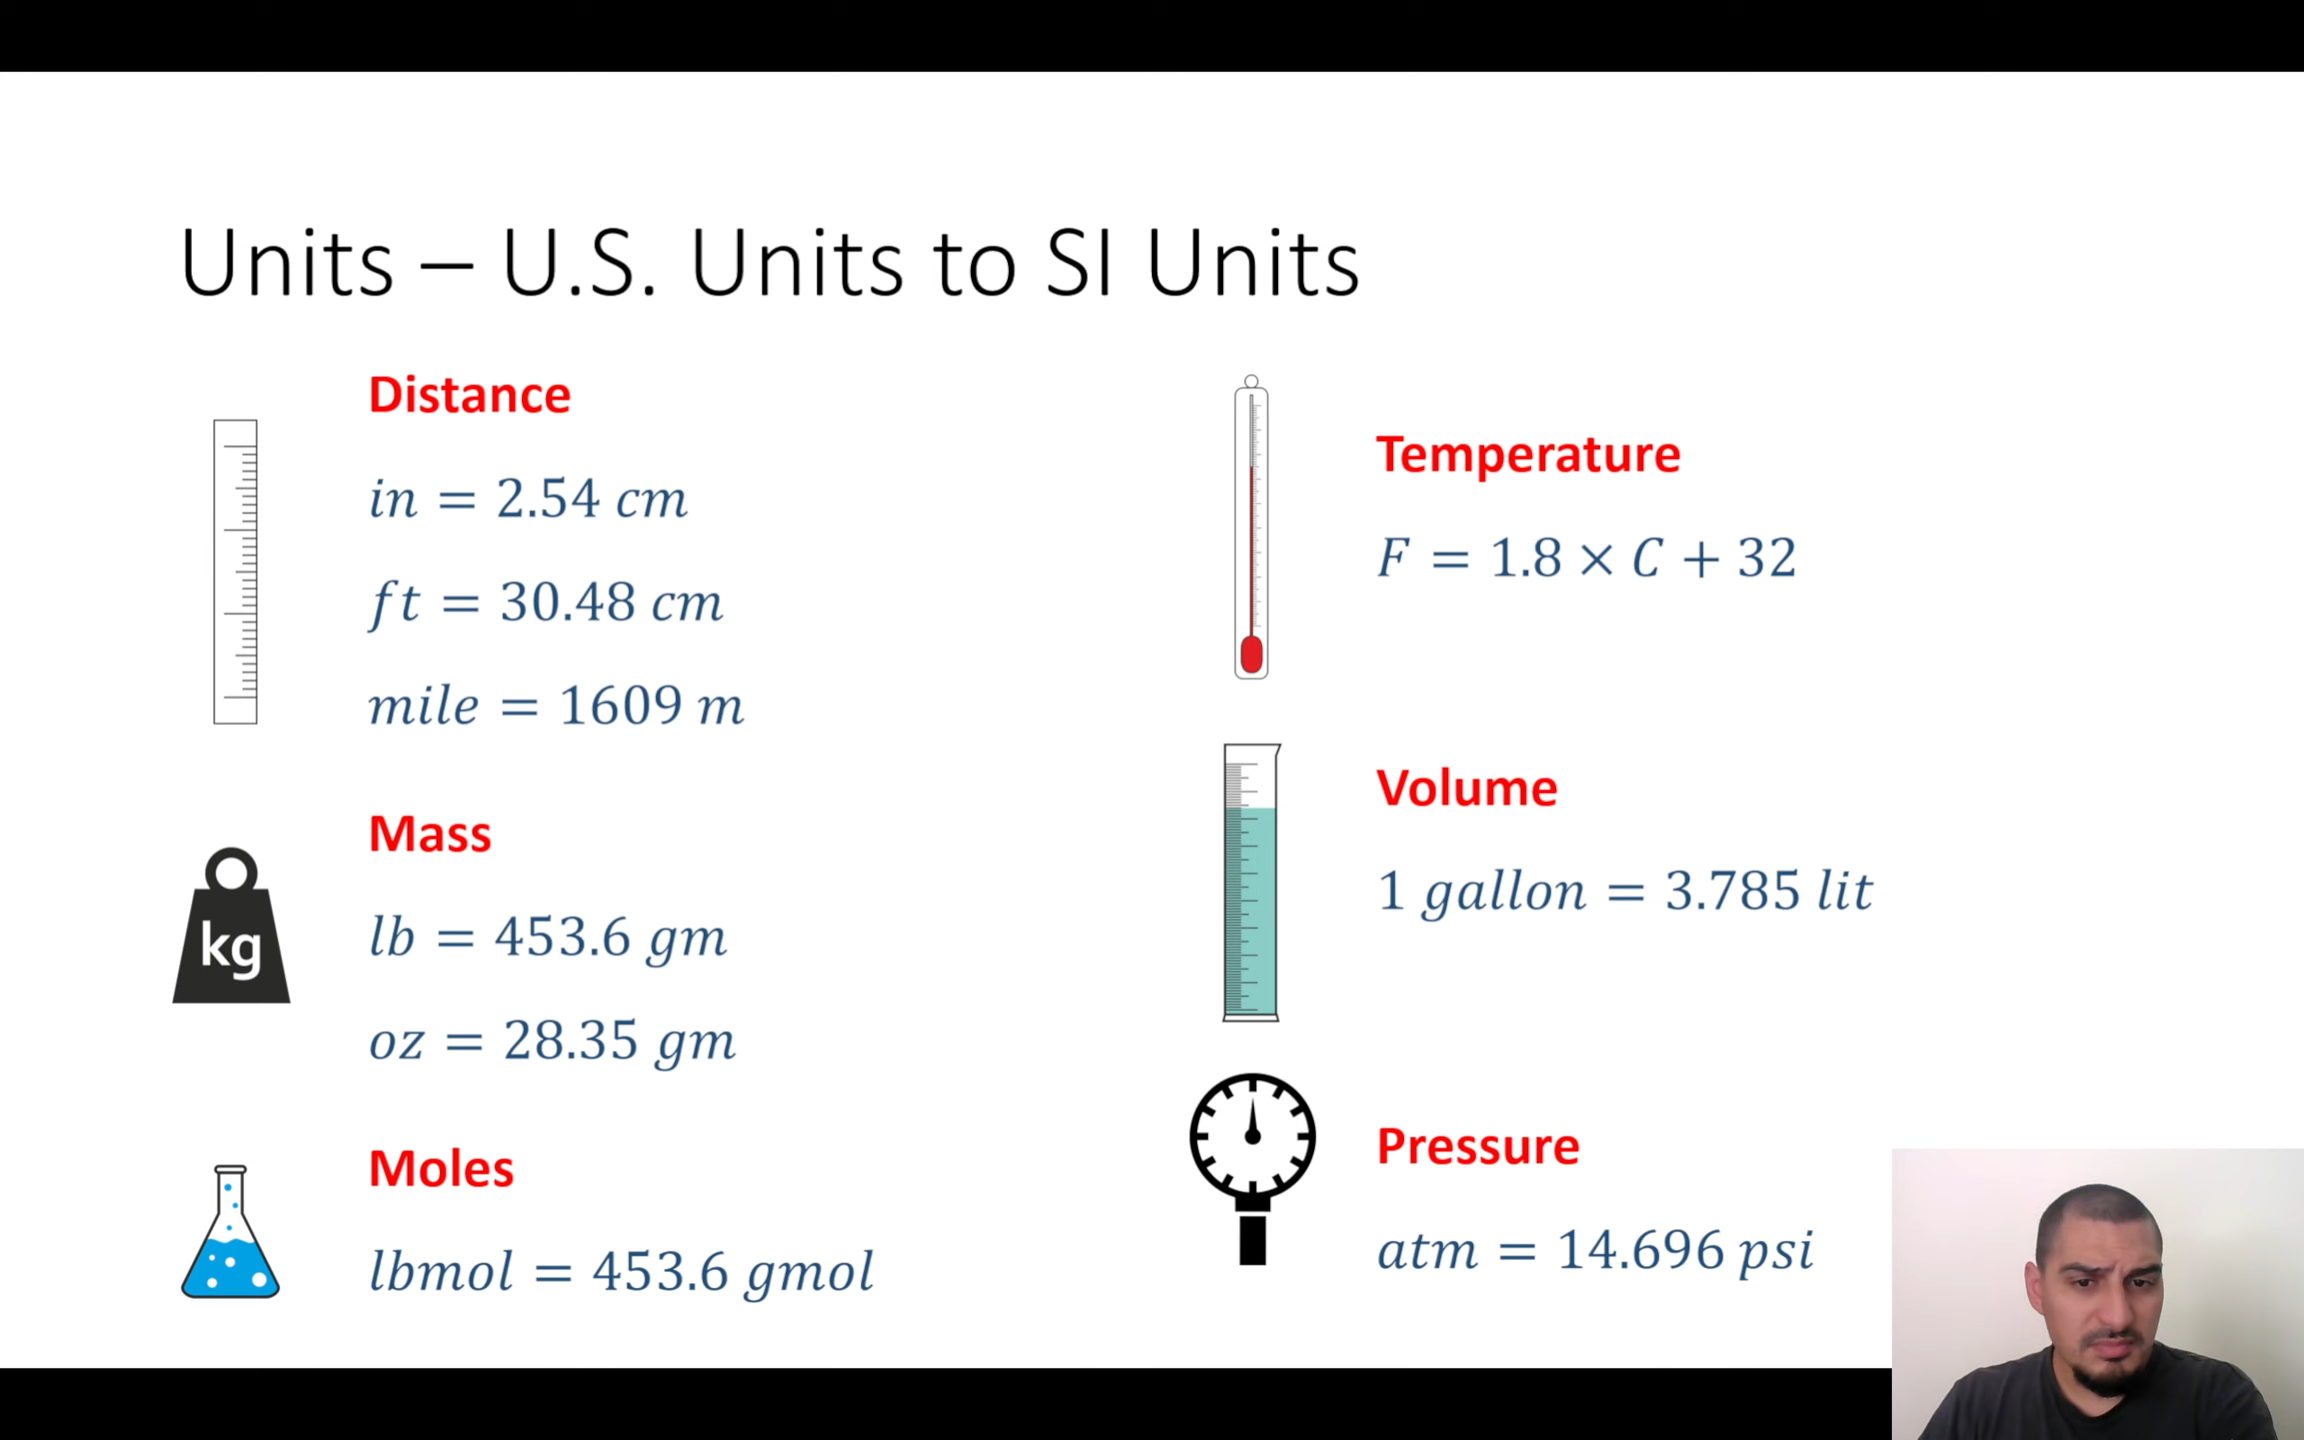 Units – U.S. Units to SI Units
Distance
in = 2.54 cm
ft = 30.48 cm
mile = 1609 m
Mass
kg
lb = 453.6 gm
oz = 28.35 gm
Moles
lbmol = 453.6 gmol
Temperature
F = 1.8 × C + 32
Volume
1 gallon = 3.785 lit
Pressure
atm = 14.696 psi